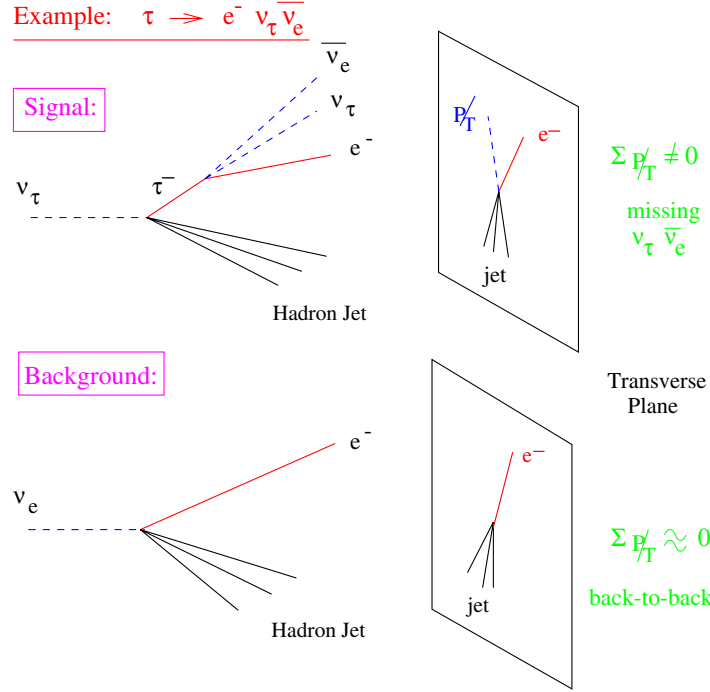 Example: τ → e⁻ ν_τ ν̅_e
Signal:
ν̅_e
ν_τ
e⁻
τ⁻
ν_τ
Hadron Jet
P̸_T
e−
jet
Σ P̸_T ≠ 0
missing
ν_τ ν̅_e
Background:
Transverse
Plane
e⁻
ν_e
Hadron Jet
e−
jet
Σ P̸_T ≈ 0
back-to-back